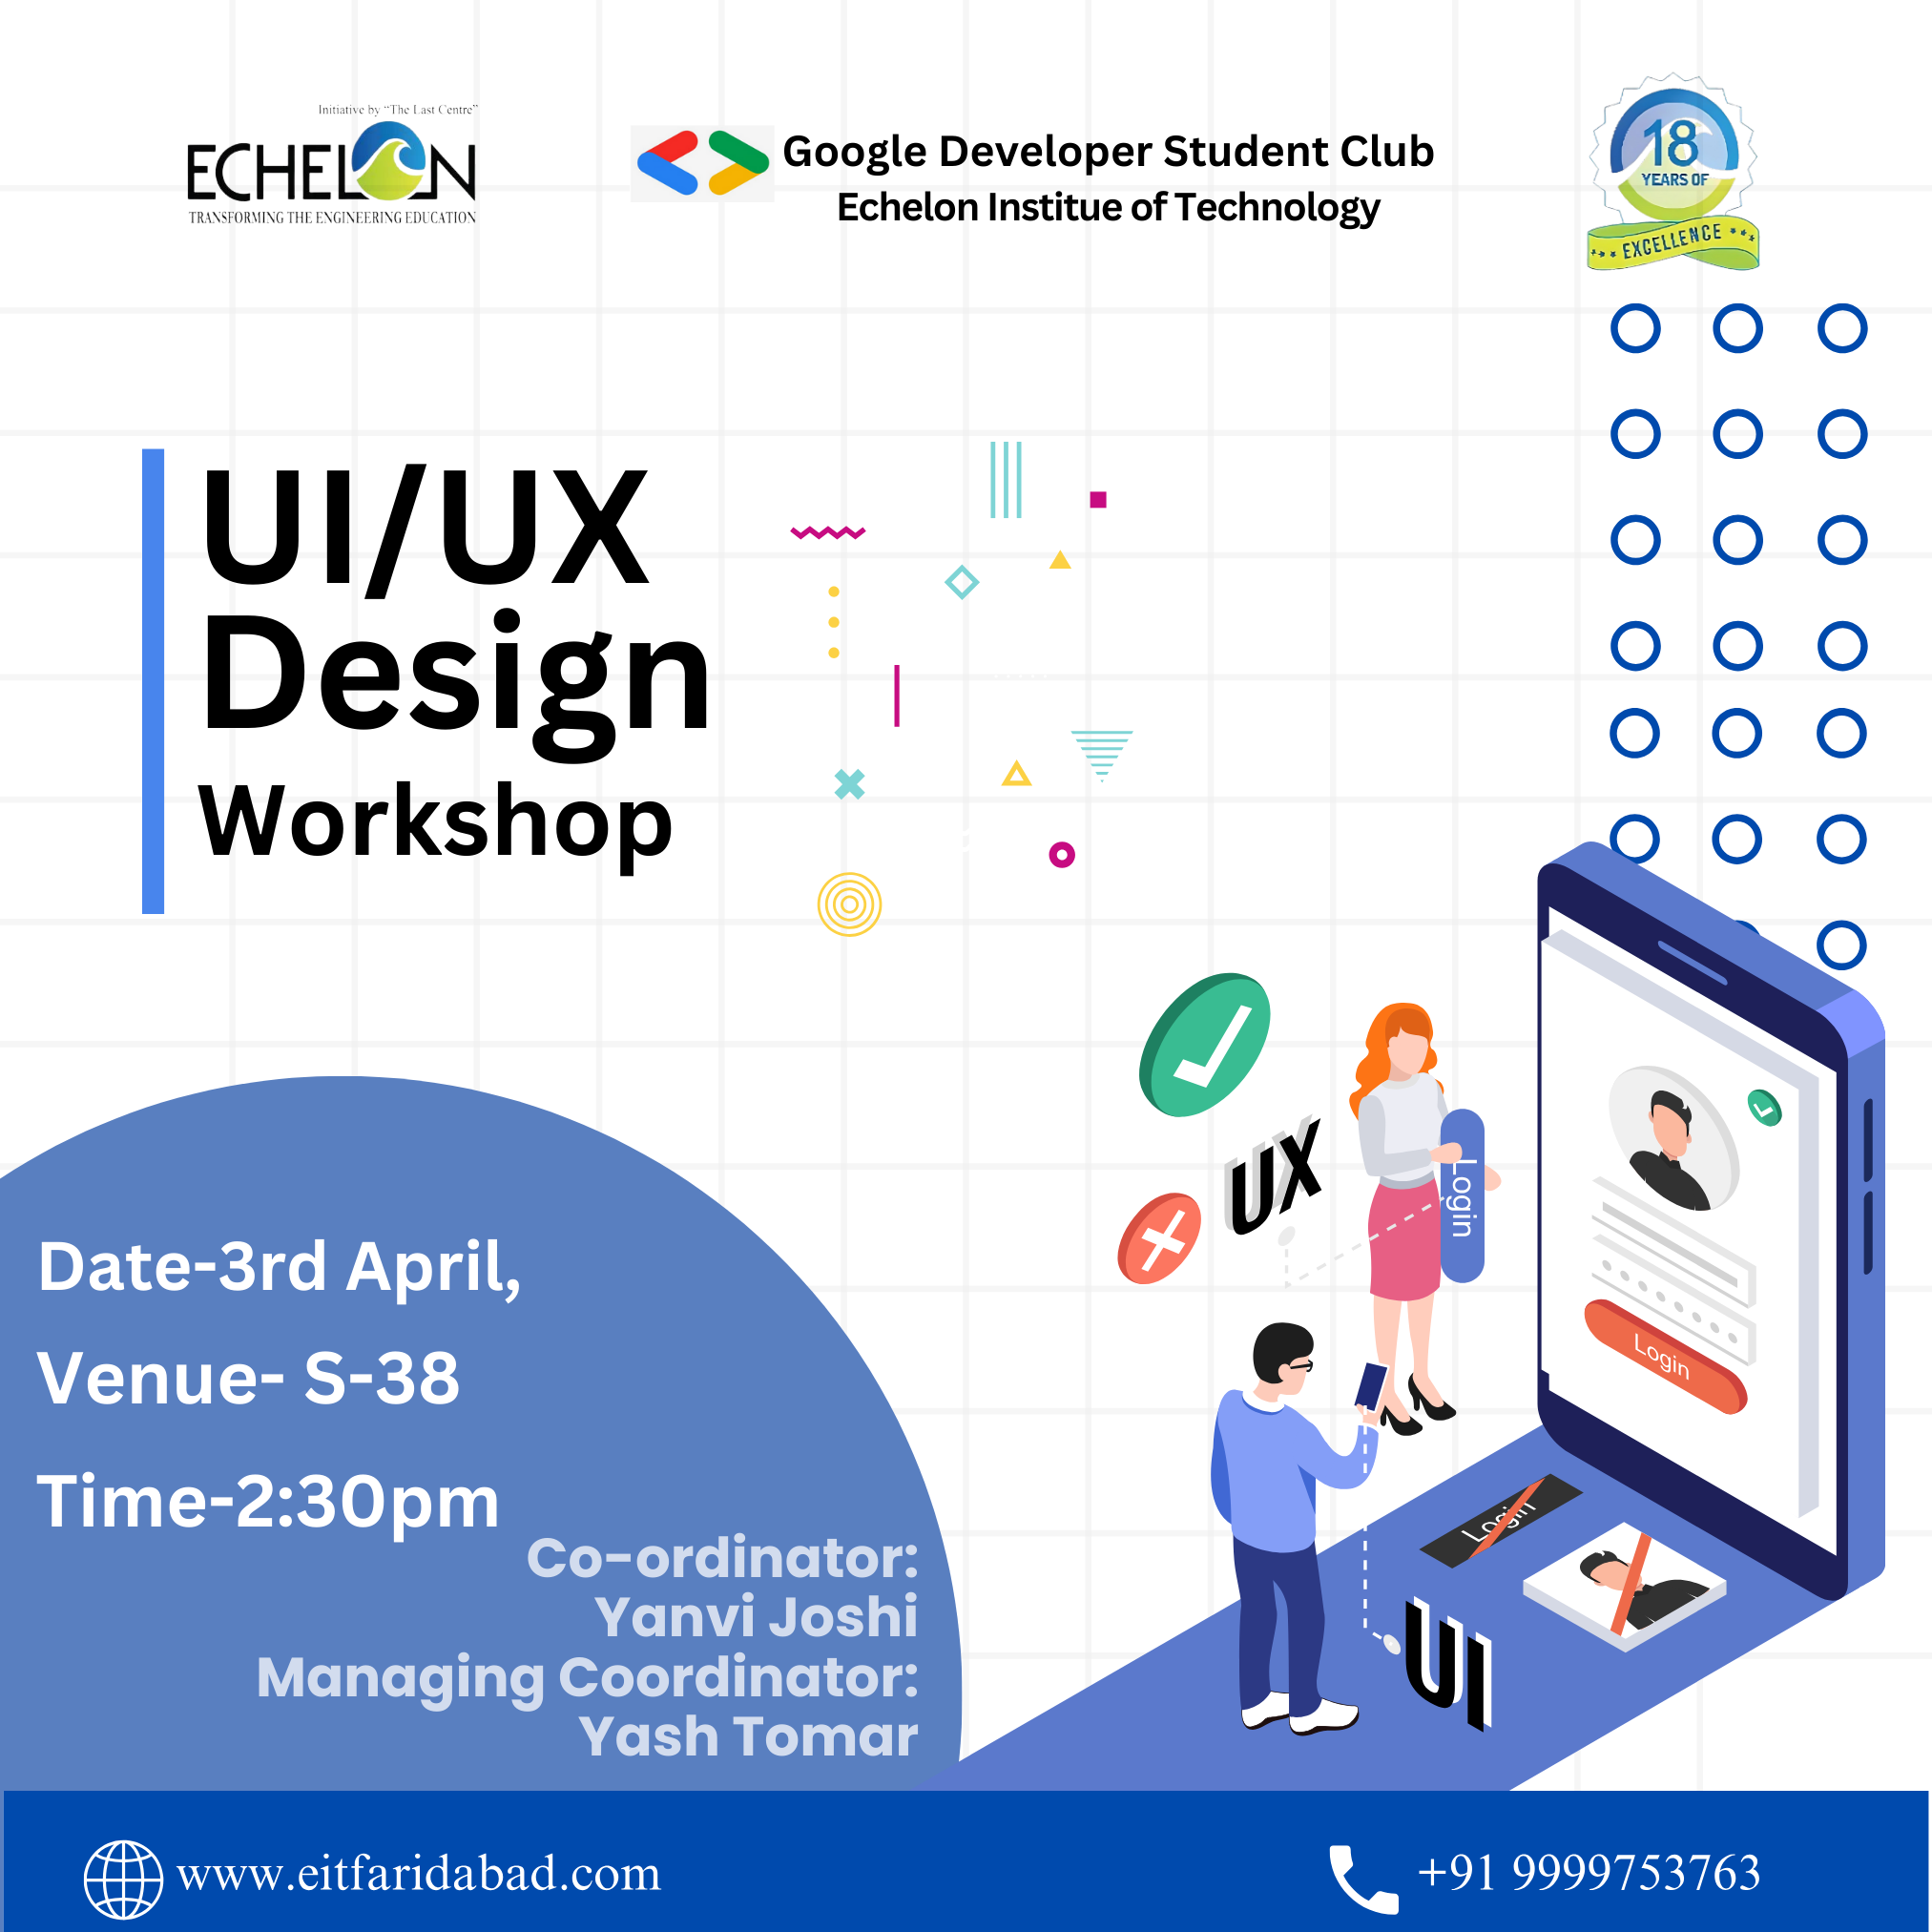 Initiative by “The Last Centre”
ECHELON
TRANSFORMING THE ENGINEERING EDUCATION
Google Developer Student Club
Echelon Institue of Technology
18
YEARS OF
EXCELLENCE
UI/UX
Design
Workshop
UX
Login
Login
Login
UI
Date-3rd April,
Venue- S-38
Time-2:30pm
Co-ordinator:
Yanvi Joshi
Managing Coordinator:
Yash Tomar
www.eitfaridabad.com
+91 9999753763